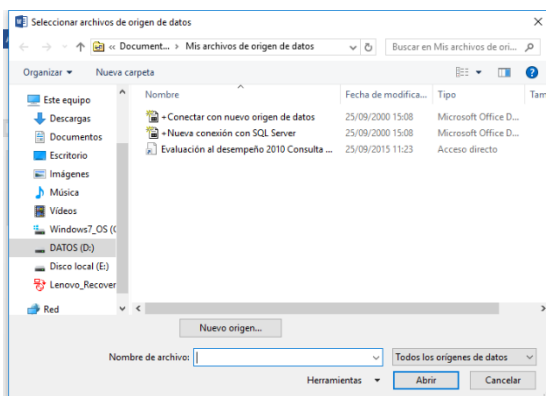 Seleccionar archivos de origen de datos
« Document... › Mis archivos de origen de datos
Buscar en Mis archivos de ori...
Organizar
Nueva carpeta
Nombre Fecha de modifica... Tipo Tam
+Conectar con nuevo origen de datos 25/09/2000 15:08 Microsoft Office D...
+Nueva conexión con SQL Server 25/09/2000 15:08 Microsoft Office D...
Evaluación al desempeño 2010 Consulta ... 25/09/2015 11:23 Acceso directo
Este equipo
Descargas
Documentos
Escritorio
Imágenes
Música
Vídeos
Windows7_OS (C
DATOS (D:)
Disco local (E:)
Lenovo_Recover
Red
Nuevo origen...
Nombre de archivo:
Todos los orígenes de datos
Herramientas
Abrir
Cancelar